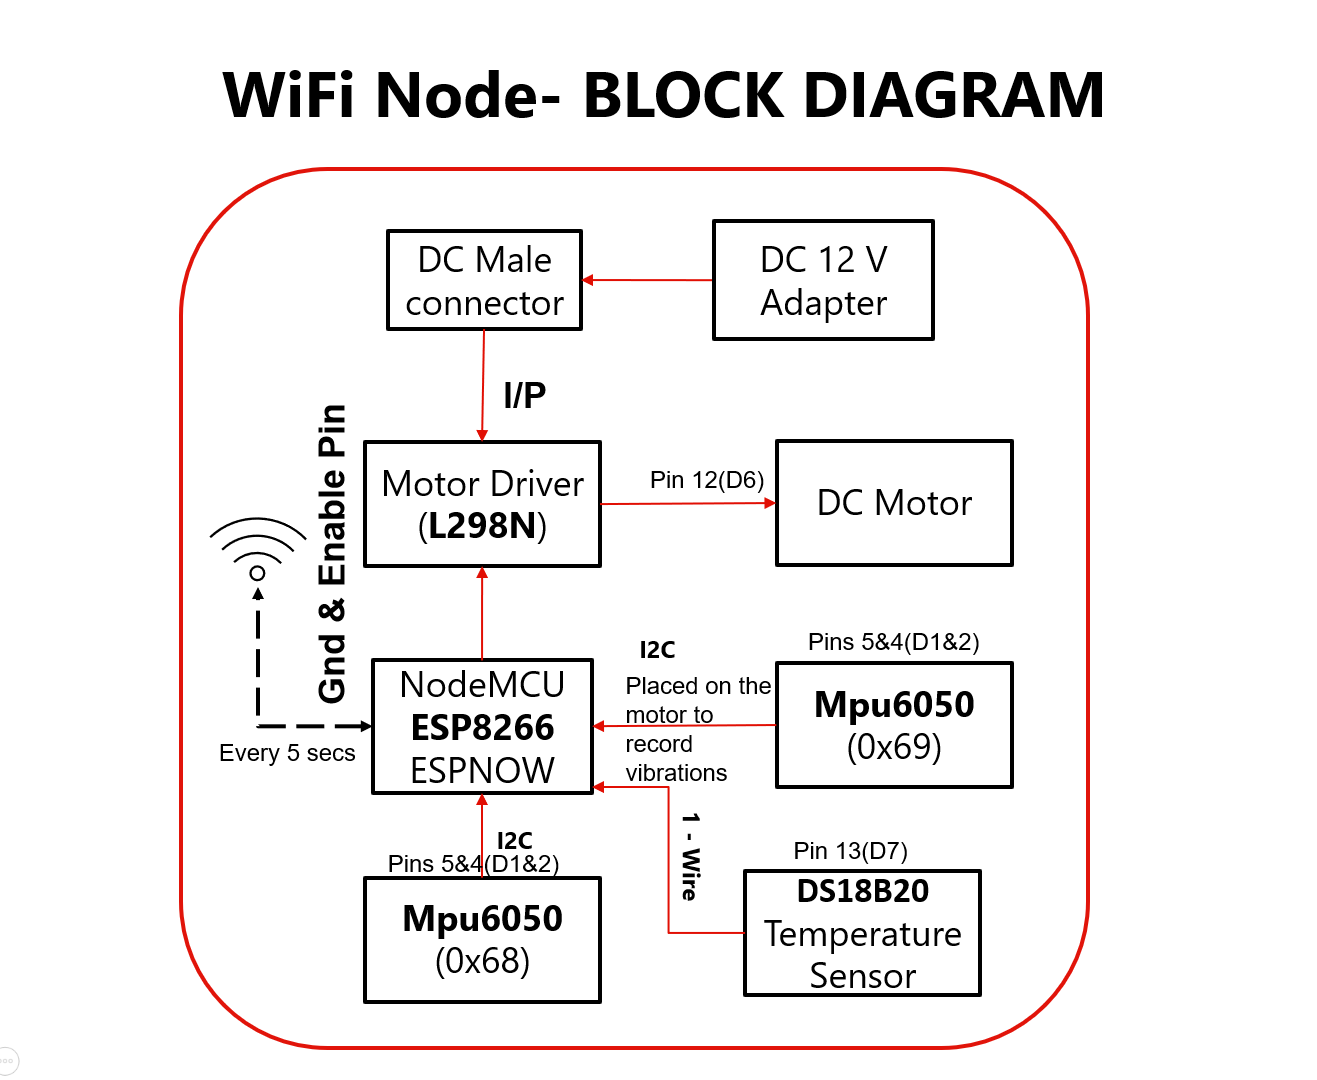 WiFi Node- BLOCK DIAGRAM
DC Male
connector
DC 12 V
Adapter
I/P
Gnd & Enable Pin
Motor Driver
(L298N)
Pin 12(D6)
DC Motor
NodeMCU
ESP8266
ESPNOW
Every 5 secs
I2C
Placed on the
motor to
record
vibrations
Pins 5&4(D1&2)
Mpu6050
(0x69)
I2C
Pins 5&4(D1&2)
Mpu6050
(0x68)
1 - Wire
Pin 13(D7)
DS18B20
Temperature
Sensor